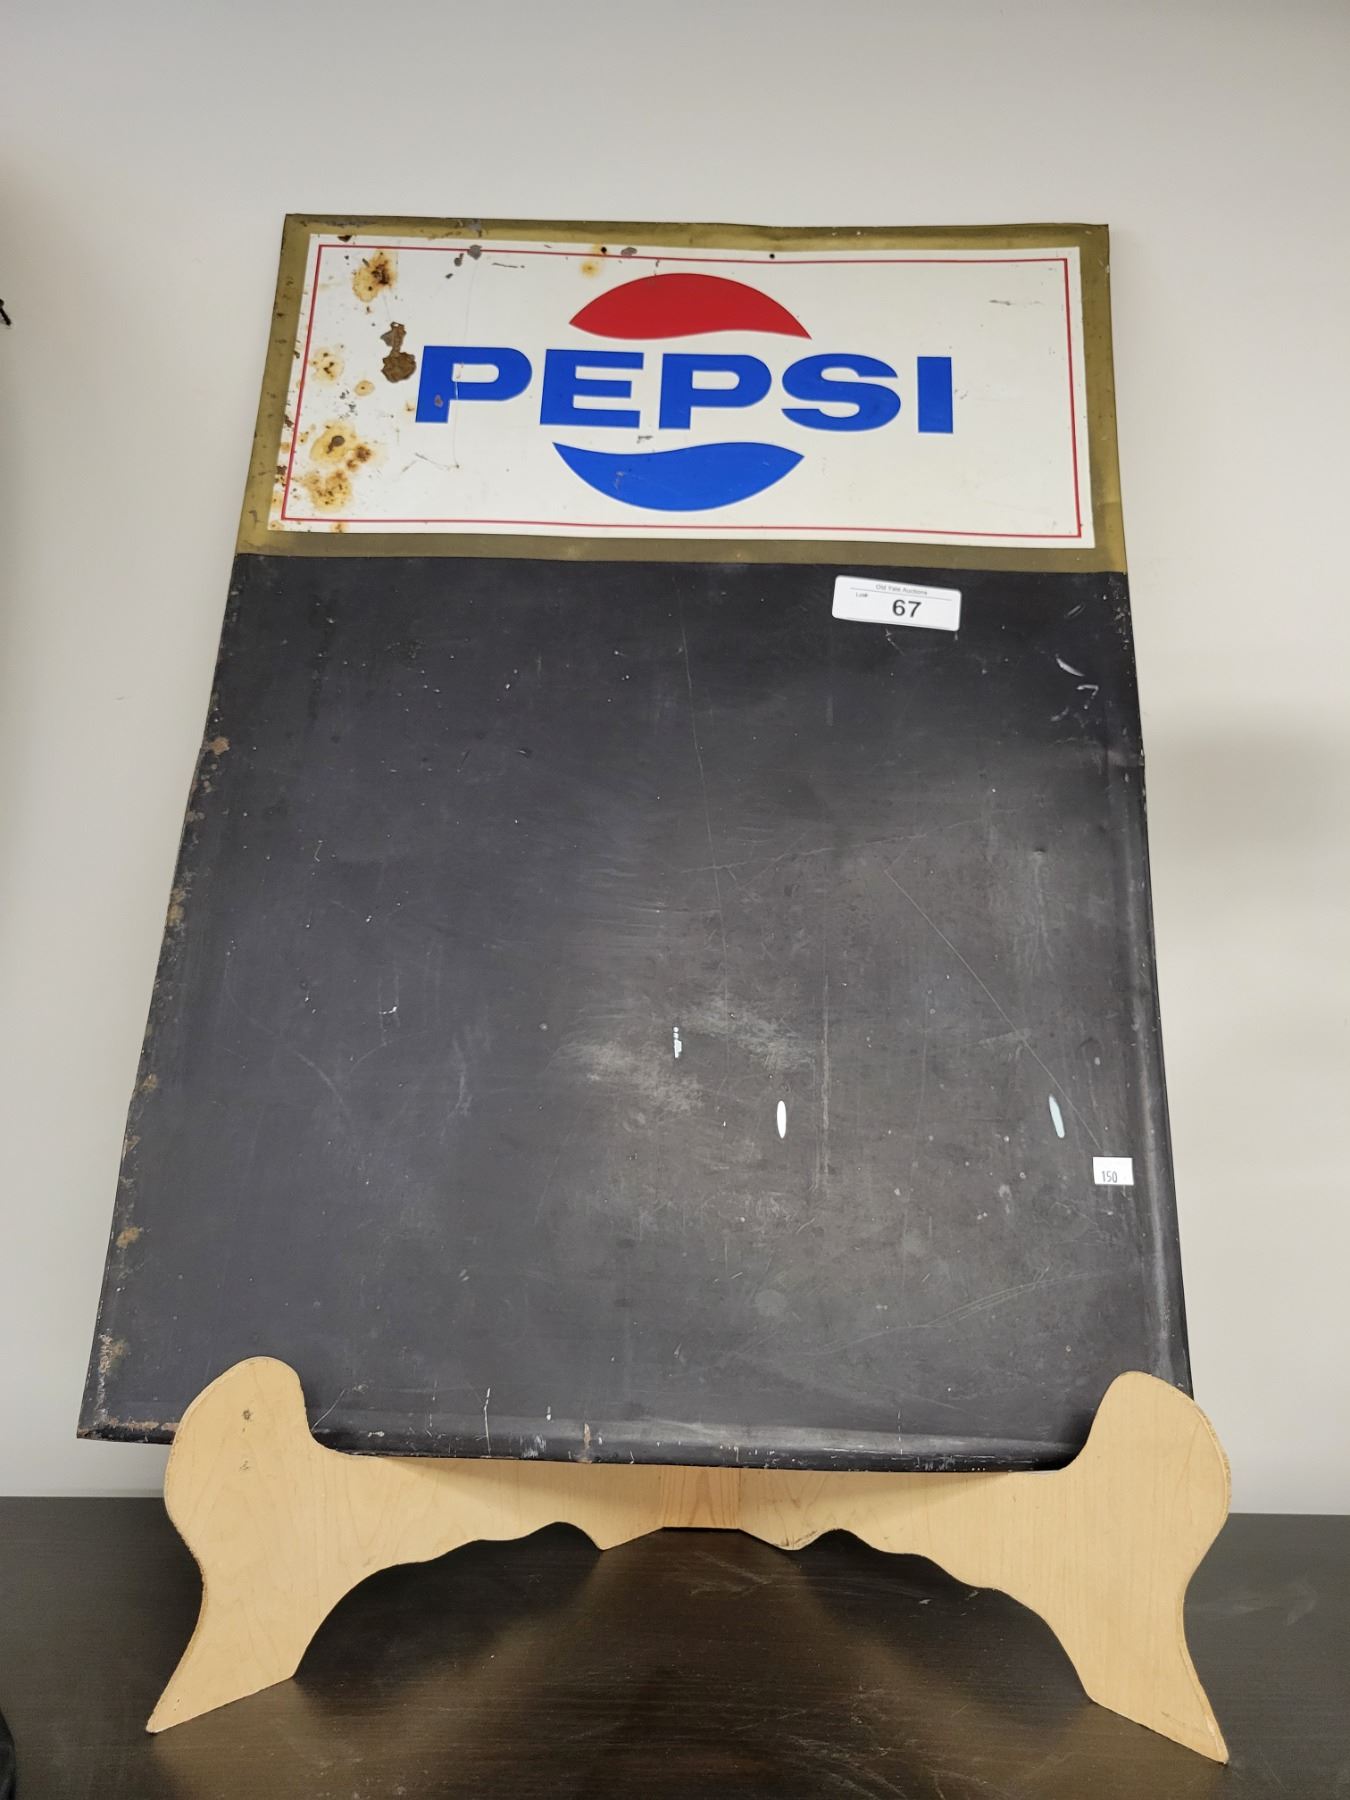 PEPSI
Old Yale Auctions
Lot# 67
150